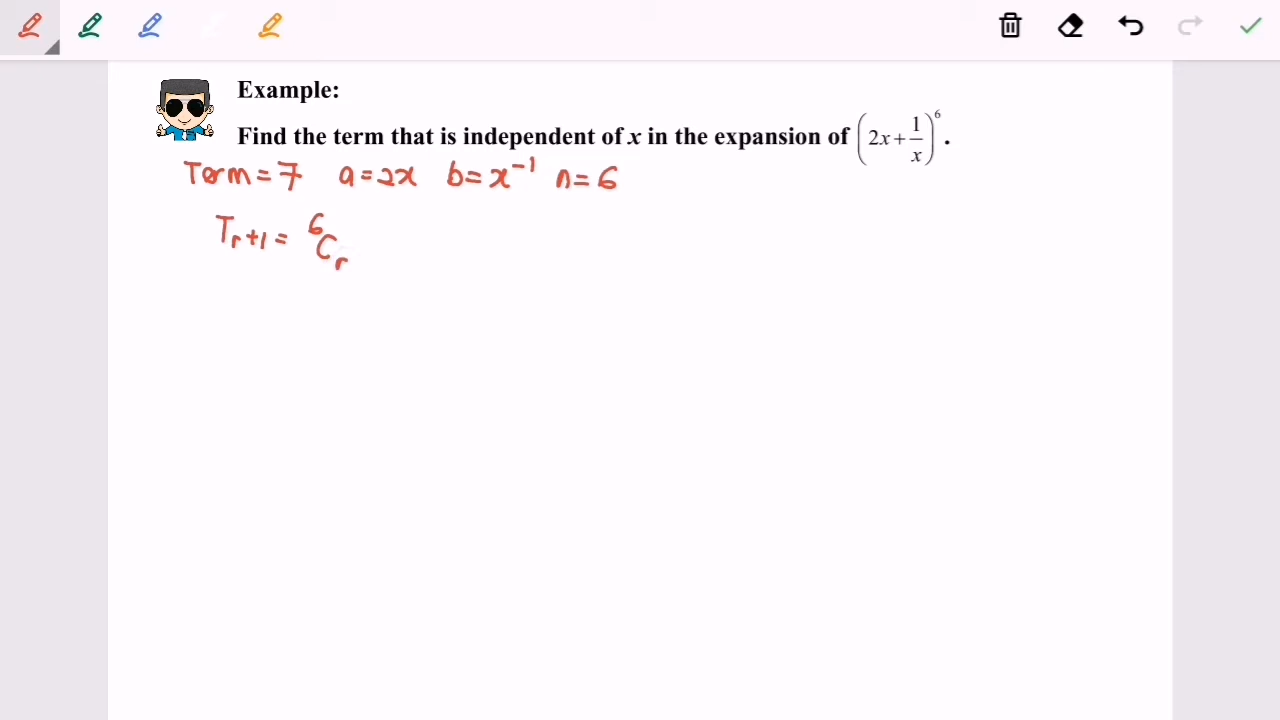 Example:
Find the term that is independent of x in the expansion of (2x + 1/x)^6.
Term = 7 a = 2x b = x^-1 n = 6
T_r+1 = ^6C_r